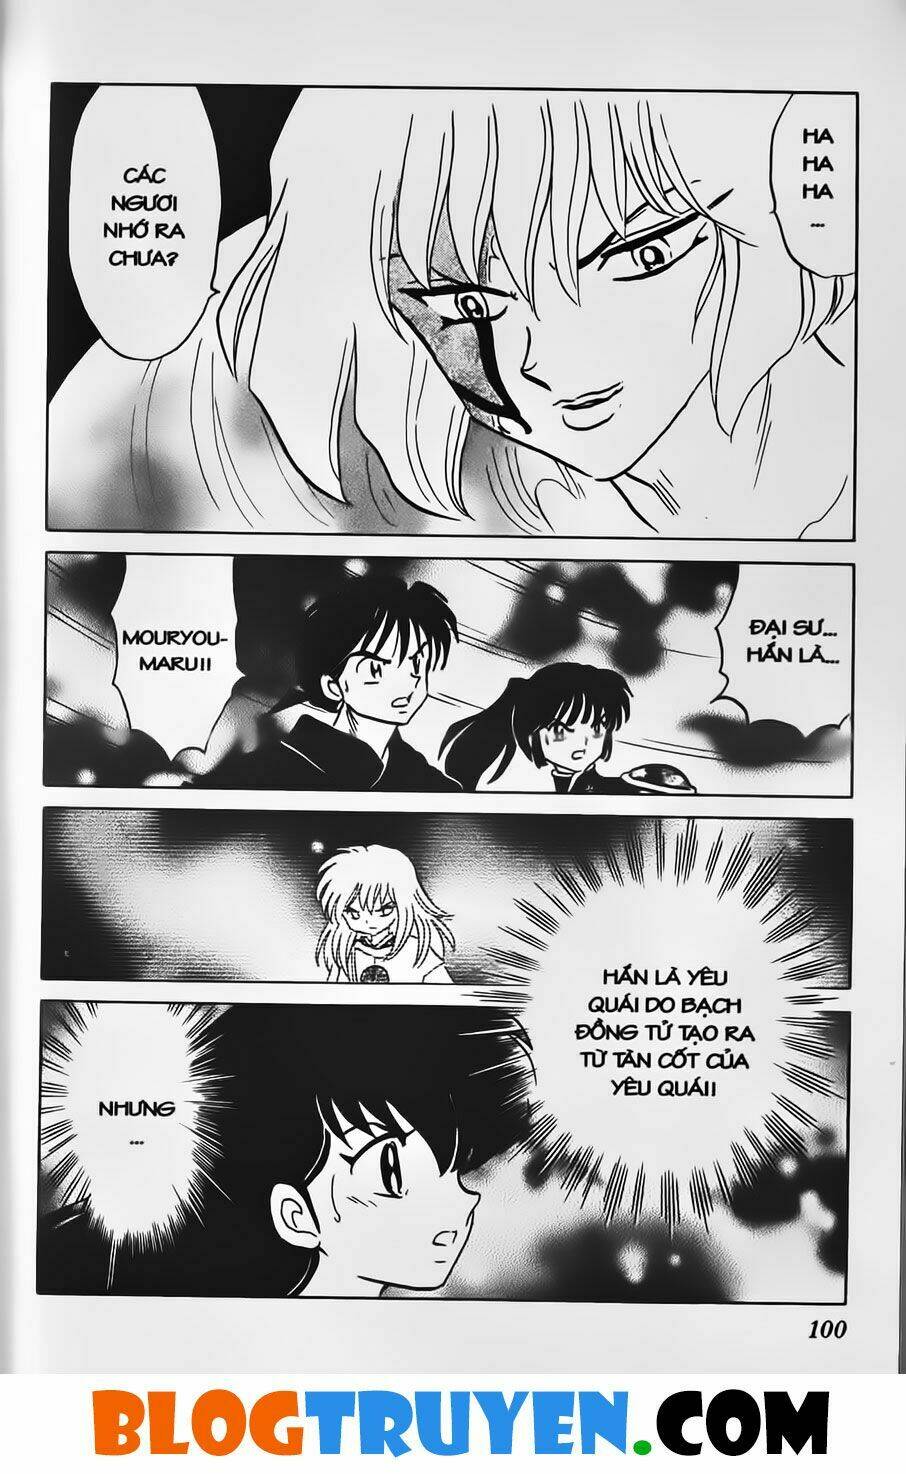 HA
HA
HA
...
CÁC
NGƯƠI
NHỚ RA
CHƯA?
ĐẠI SƯ...
HẮN LÀ...
MOURYOU-
MARU!!
HẮN LÀ YÊU
QUÁI DO BẠCH
ĐỒNG TỬ TẠO RA
TỪ TÀN CỐT CỦA
YÊU QUÁI!
NHƯNG
...
100
BLOGTRUYEN.COM